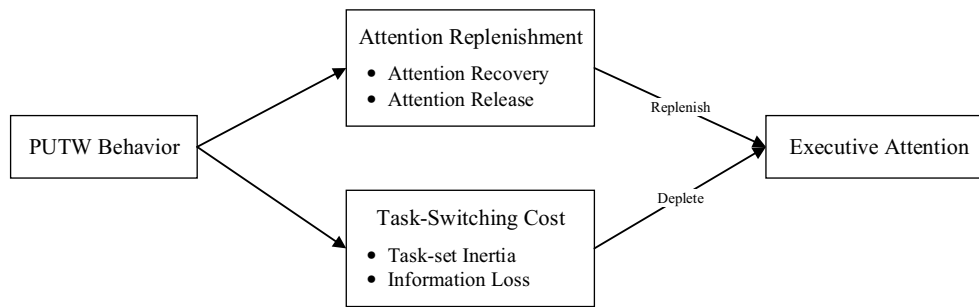 Attention Replenishment
• Attention Recovery
• Attention Release
Replenish
PUTW Behavior
Executive Attention
Deplete
Task-Switching Cost
• Task-set Inertia
• Information Loss